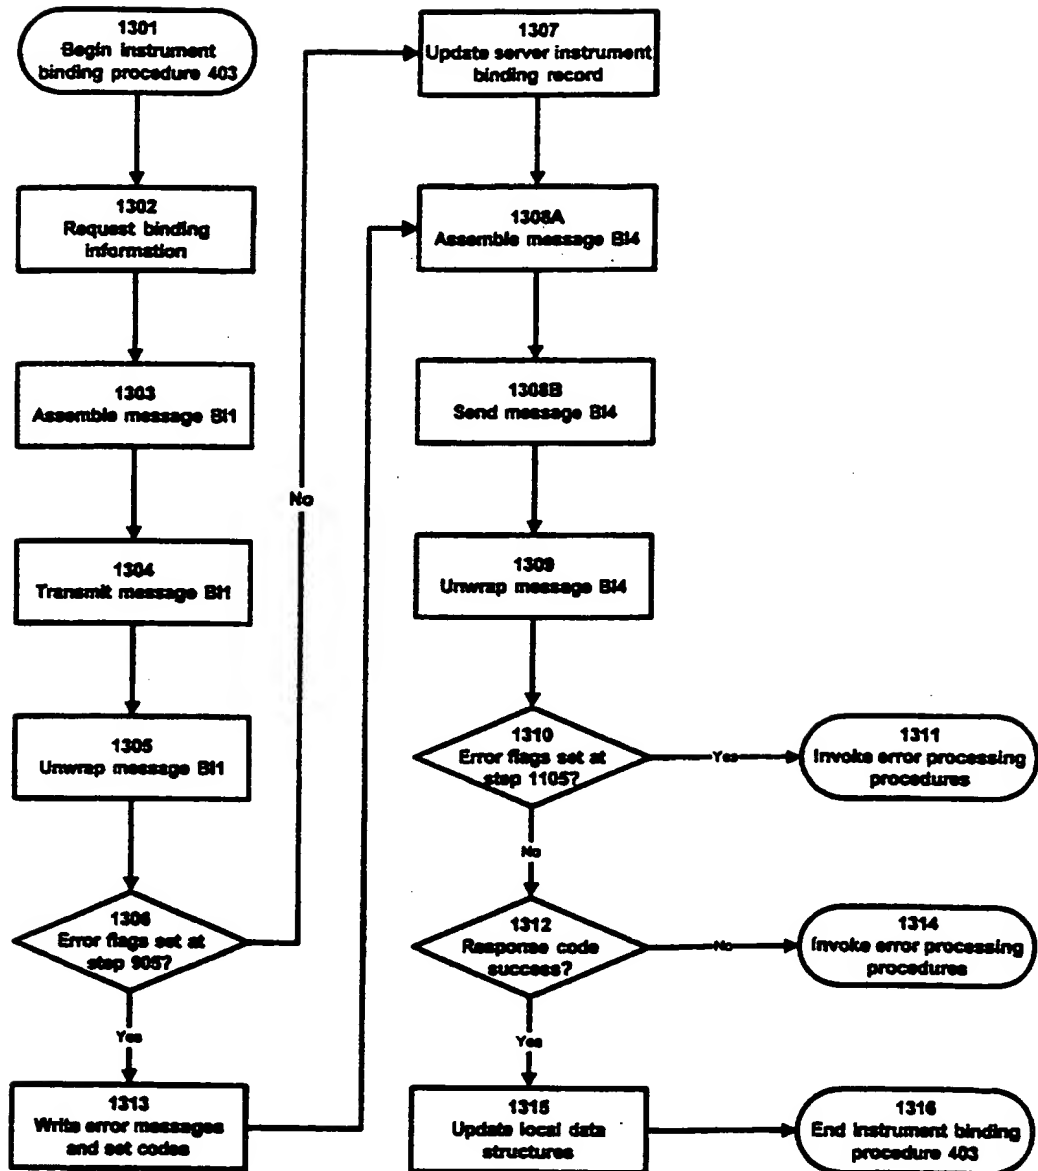 1301
Begin instrument
binding procedure 403
1302
Request binding
information
1303
Assemble message BI1
1304
Transmit message BI1
1305
Unwrap message BI1
1306
Error flags set at
step 905?
No
Yes
1313
Write error messages
and set codes
1307
Update server instrument
binding record
1308A
Assemble message BI4
1308B
Send message BI4
1309
Unwrap message BI4
1310
Error flags set at
step 1105?
Yes
1311
Invoke error processing
procedures
No
1312
Response code
success?
No
1314
Invoke error processing
procedures
Yes
1315
Update local data
structures
1316
End instrument binding
procedure 403